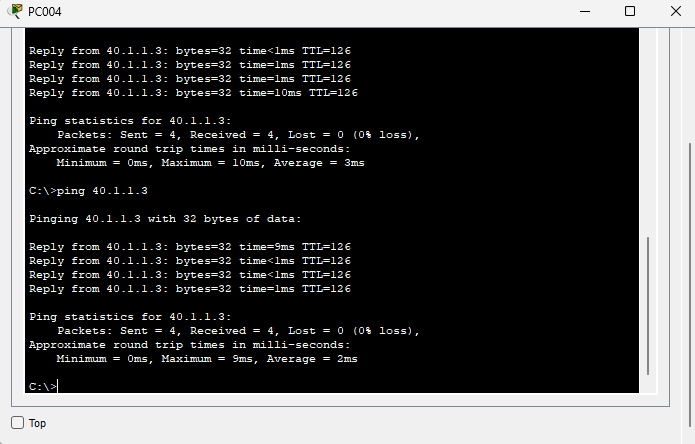 PC004
Reply from 40.1.1.3: bytes=32 time<1ms TTL=126
Reply from 40.1.1.3: bytes=32 time=1ms TTL=126
Reply from 40.1.1.3: bytes=32 time<1ms TTL=126
Reply from 40.1.1.3: bytes=32 time=10ms TTL=126
Ping statistics for 40.1.1.3:
Packets: Sent = 4, Received = 4, Lost = 0 (0% loss),
Approximate round trip times in milli-seconds:
Minimum = 0ms, Maximum = 10ms, Average = 3ms
C:\>ping 40.1.1.3
Pinging 40.1.1.3 with 32 bytes of data:
Reply from 40.1.1.3: bytes=32 time=9ms TTL=126
Reply from 40.1.1.3: bytes=32 time<1ms TTL=126
Reply from 40.1.1.3: bytes=32 time<1ms TTL=126
Reply from 40.1.1.3: bytes=32 time=1ms TTL=126
Ping statistics for 40.1.1.3:
Packets: Sent = 4, Received = 4, Lost = 0 (0% loss),
Approximate round trip times in milli-seconds:
Minimum = 0ms, Maximum = 9ms, Average = 2ms
C:\>
Top